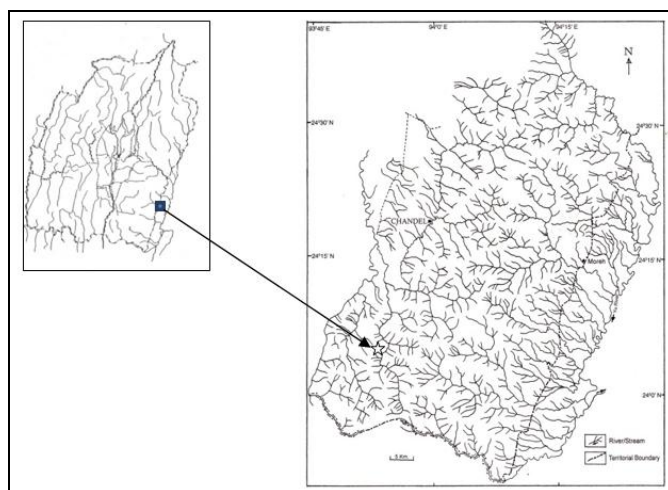 93°45' 94°0' 94°15'
N
24°30' 24°30'
CHANDEL
24°15' Moreh 24°15'
24°0'
5 Km
River/Stream
Territorial Boundary